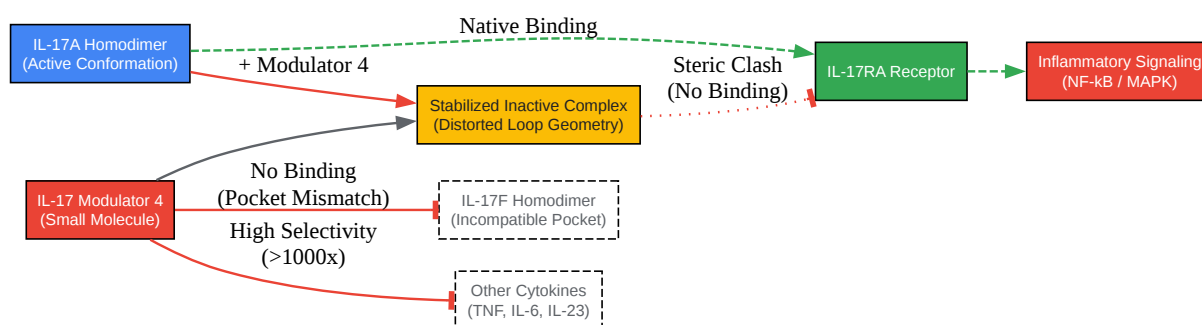 IL-17A Homodimer
(Active Conformation)
Native Binding
+ Modulator 4
Steric Clash
(No Binding)
IL-17RA Receptor
Inflammatory Signaling
(NF-kB / MAPK)
Stabilized Inactive Complex
(Distorted Loop Geometry)
IL-17 Modulator 4
(Small Molecule)
No Binding
(Pocket Mismatch)
IL-17F Homodimer
(Incompatible Pocket)
High Selectivity
(>1000x)
Other Cytokines
(TNF, IL-6, IL-23)